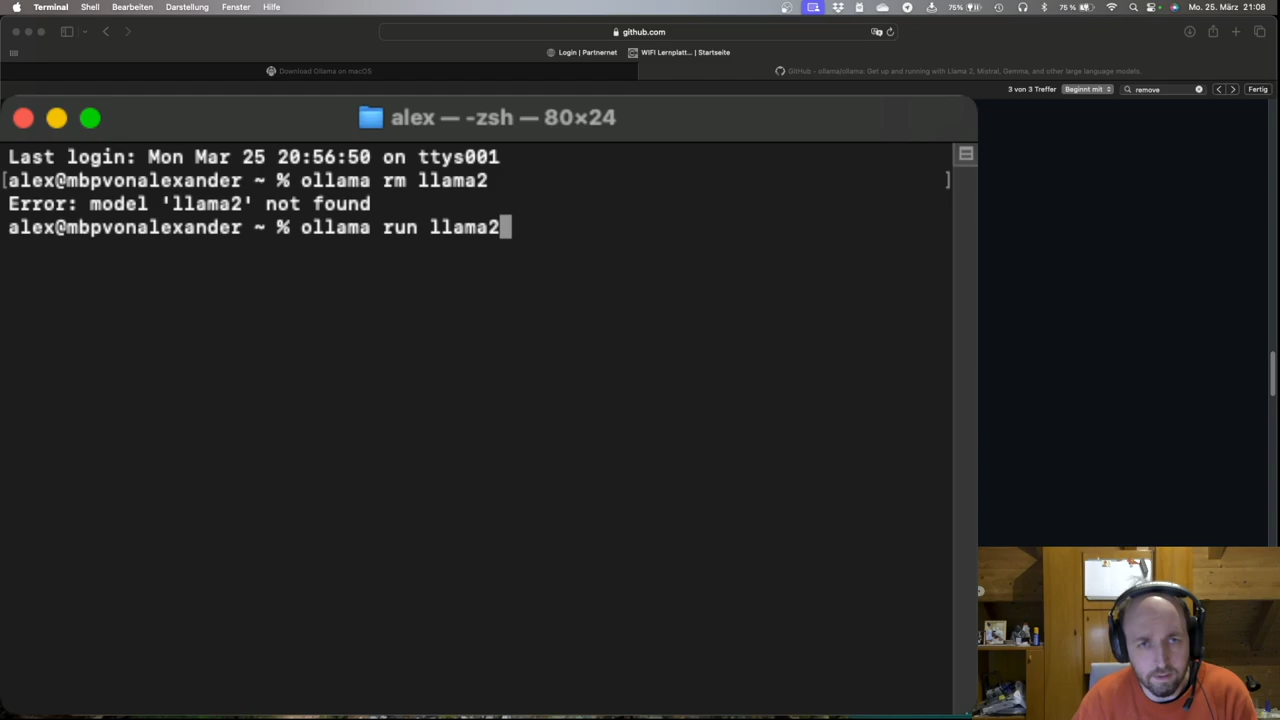 Terminal Shell Bearbeiten Darstellung Fenster Hilfe 75% 75% Mo. 25. März 21:08
github.com
Login | Partnernet WIFI Lernplatt... | Startseite
Download Ollama on macOS GitHub - ollama/ollama: Get up and running with Llama 2, Mistral, Gemma, and other large language models.
3 von 3 Treffer Beginnt mit remove Fertig
alex — -zsh — 80×24
Last login: Mon Mar 25 20:56:50 on ttys001
[alex@mbpvonalexander ~ % ollama rm llama2 ]
Error: model 'llama2' not found
alex@mbpvonalexander ~ % ollama run llama2